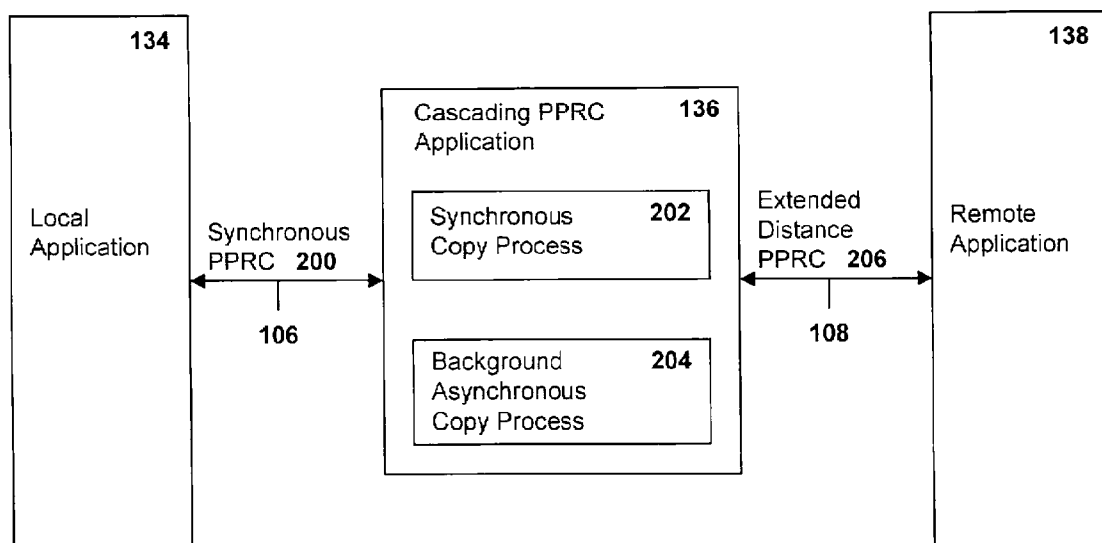 134
138
Cascading PPRC 136
Application
Local
Application
Synchronous
PPRC 200
106
Synchronous 202
Copy Process
Background 204
Asynchronous
Copy Process
Extended
Distance
PPRC 206
108
Remote
Application